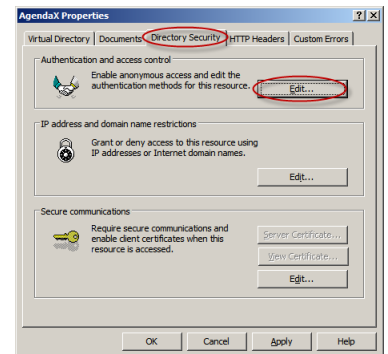 AgendaX Properties
Virtual Directory Documents Directory Security HTTP Headers Custom Errors
Authentication and access control
Enable anonymous access and edit the
authentication methods for this resource.
Edit...
IP address and domain name restrictions
Grant or deny access to this resource using
IP addresses or Internet domain names.
Edit...
Secure communications
Require secure communications and
enable client certificates when this
resource is accessed.
Server Certificate...
View Certificate...
Edit...
OK Cancel Apply Help